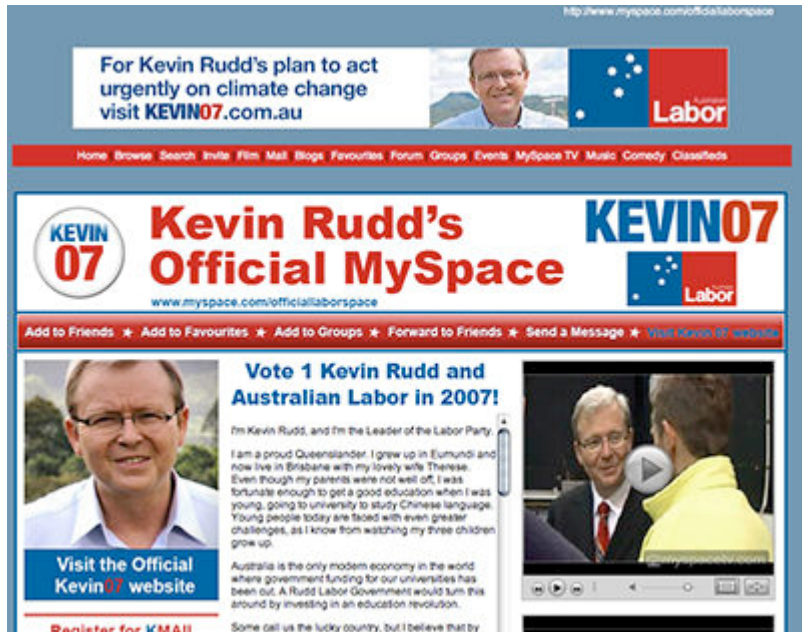 http://www.myspace.com/officiallaborspace
For Kevin Rudd's plan to act
urgently on climate change
visit KEVIN07.com.au
Australian
Labor
Home Browse Search Invite Film Mail Blogs Favourites Forum Groups Events MySpace TV Music Comedy Classifieds
KEVIN
07
Kevin Rudd's
Official MySpace
www.myspace.com/officiallaborspace
KEVIN07
Australian
Labor
Add to Friends ★ Add to Favourites ★ Add to Groups ★ Forward to Friends ★ Send a Message ★ Visit Kevin 07 website
Visit the Official
Kevin07 website
Register for KMAIL
Vote 1 Kevin Rudd and
Australian Labor in 2007!
I'm Kevin Rudd, and I'm the Leader of the Labor Party.
I am a proud Queenslander. I grew up in Eumundi and
now live in Brisbane with my lovely wife Therese.
Even though my parents were not well off, I was
fortunate enough to get a good education when I was
young, going to university to study Chinese language.
Young people today are faced with even greater
challenges, as I know from watching my three children
grow up.
Australia is the only modern economy in the world
where government funding for our universities has
been cut. A Rudd Labor Government would turn this
around by investing in an education revolution.
Some call us the lucky country, but I believe that by
myspacetv.com